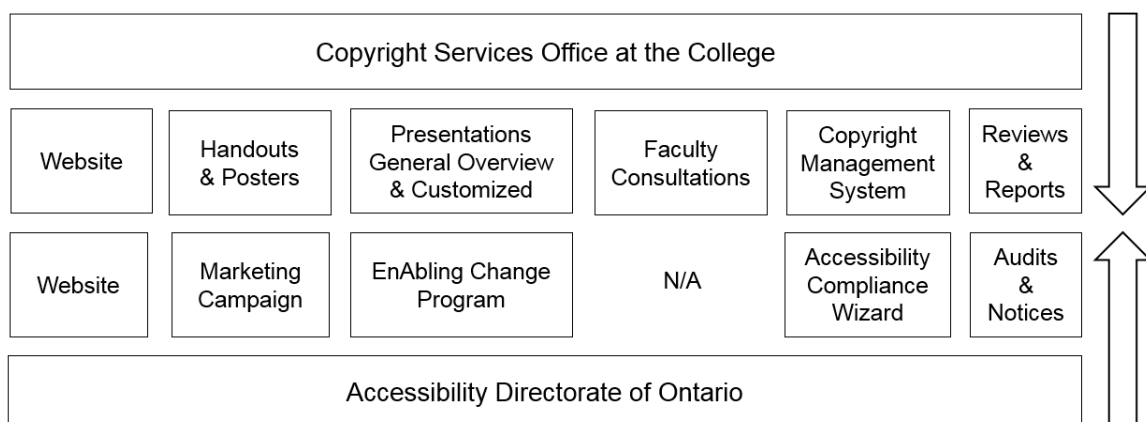 Copyright Services Office at the College
Website
Handouts
& Posters
Presentations
General Overview
& Customized
Faculty
Consultations
Copyright
Management
System
Reviews
&
Reports
Website
Marketing
Campaign
EnAbling Change
Program
N/A
Accessibility
Compliance
Wizard
Audits
&
Notices
Accessibility Directorate of Ontario